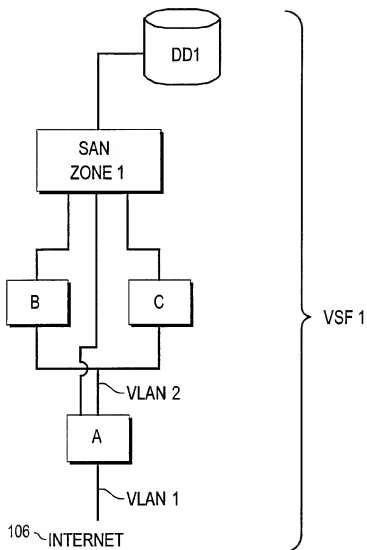 DD1
SAN
ZONE 1
B
C
VSF 1
VLAN 2
A
VLAN 1
106 INTERNET